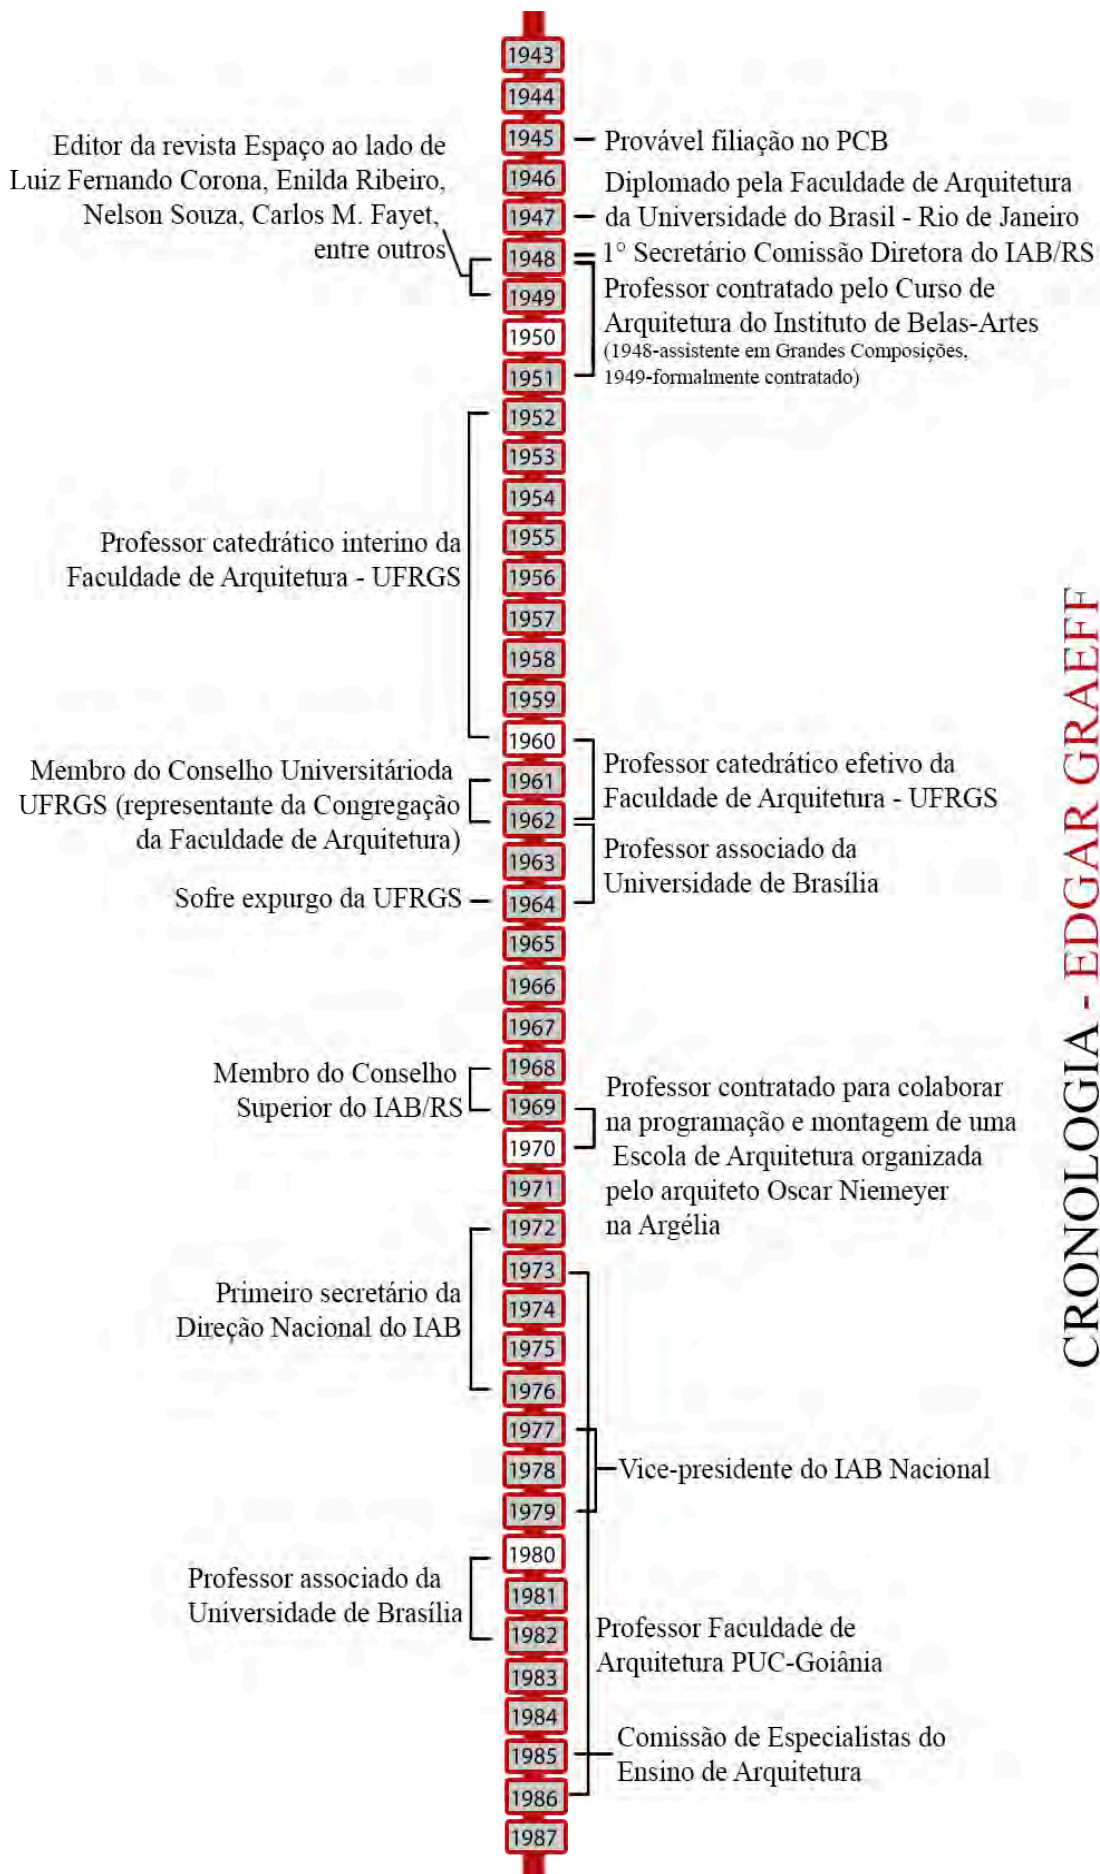 1943
1944
1945
Provável filiação no PCB
Editor da revista Espaço ao lado de
Luiz Fernando Corona, Enilda Ribeiro,
Nelson Souza, Carlos M. Fayet,
entre outros
1946
1947
Diplomado pela Faculdade de Arquitetura
da Universidade do Brasil - Rio de Janeiro
1948
1° Secretário Comissão Diretora do IAB/RS
1949
Professor contratado pelo Curso de
Arquitetura do Instituto de Belas-Artes
(1948-assistente em Grandes Composições,
1949-formalmente contratado)
1950
1951
1952
1953
1954
1955
Professor catedrático interino da
Faculdade de Arquitetura - UFRGS
1956
1957
1958
1959
1960
Membro do Conselho Universitárioda
UFRGS (representante da Congregação
da Faculdade de Arquitetura)
1961
Professor catedrático efetivo da
Faculdade de Arquitetura - UFRGS
1962
1963
Professor associado da
Universidade de Brasília
Sofre expurgo da UFRGS
1964
1965
1966
1967
1968
Membro do Conselho
Superior do IAB/RS
1969
Professor contratado para colaborar
na programação e montagem de uma
Escola de Arquitetura organizada
pelo arquiteto Oscar Niemeyer
na Argélia
1970
1971
1972
1973
Primeiro secretário da
Direção Nacional do IAB
1974
1975
1976
1977
1978
Vice-presidente do IAB Nacional
1979
1980
Professor associado da
Universidade de Brasília
1981
1982
Professor Faculdade de
Arquitetura PUC-Goiânia
1983
1984
1985
Comissão de Especialistas do
Ensino de Arquitetura
1986
1987
CRONOLOGIA - EDGAR GRAEFF